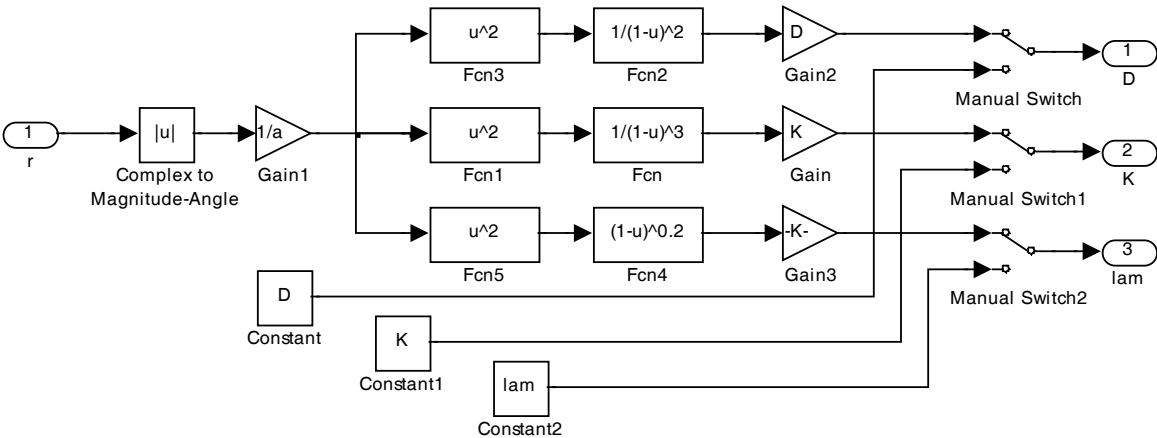 u^2
Fcn3
1/(1-u)^2
Fcn2
D
Gain2
Manual Switch
1
D
1
r
|u|
Complex to
Magnitude-Angle
1/a
Gain1
u^2
Fcn1
1/(1-u)^3
Fcn
K
Gain
Manual Switch1
2
K
u^2
Fcn5
(1-u)^0.2
Fcn4
-K-
Gain3
Manual Switch2
3
lam
D
Constant
K
Constant1
lam
Constant2